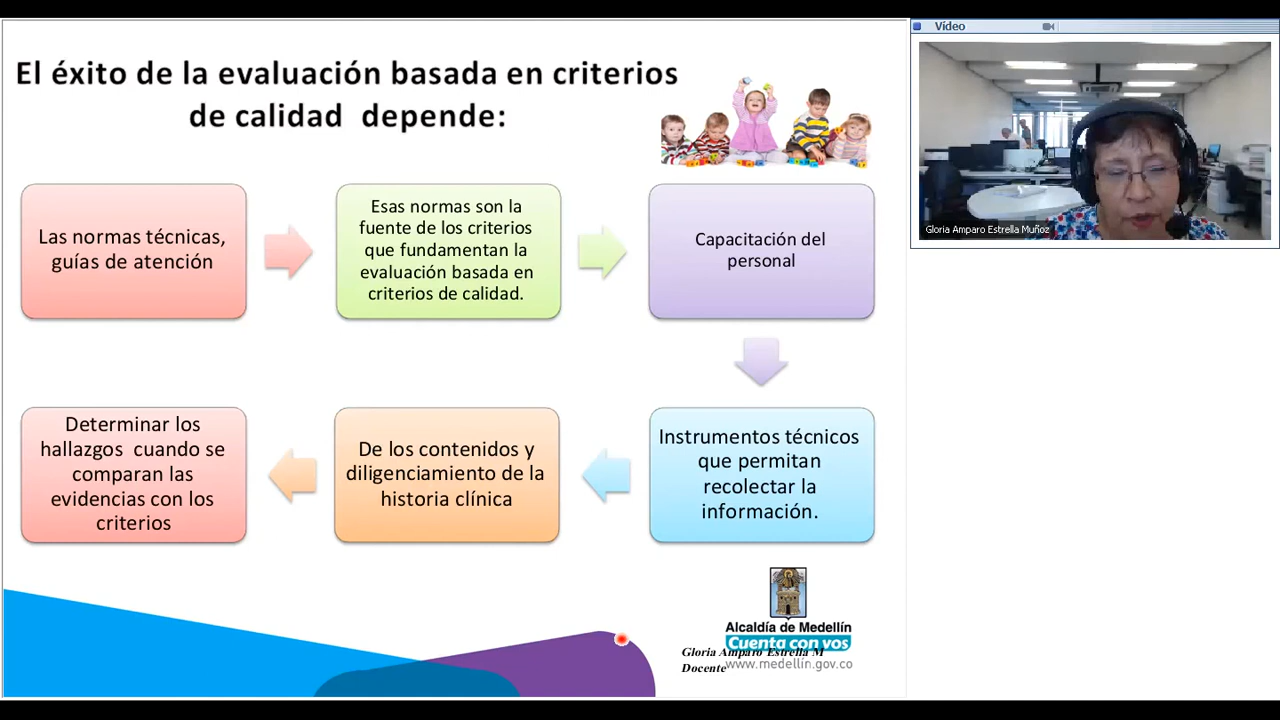 El éxito de la evaluación basada en criterios
de calidad depende:
Las normas técnicas,
guías de atención
Esas normas son la
fuente de los criterios
que fundamentan la
evaluación basada en
criterios de calidad.
Capacitación del
personal
Instrumentos técnicos
que permitan
recolectar la
información.
De los contenidos y
diligenciamiento de la
historia clínica
Determinar los
hallazgos cuando se
comparan las
evidencias con los
criterios
Alcaldía de Medellín
Cuenta con vos
www.medellín.gov.co
Gloria Amparo Estrella M
Docente
Vídeo
Gloria Amparo Estrella Muñoz